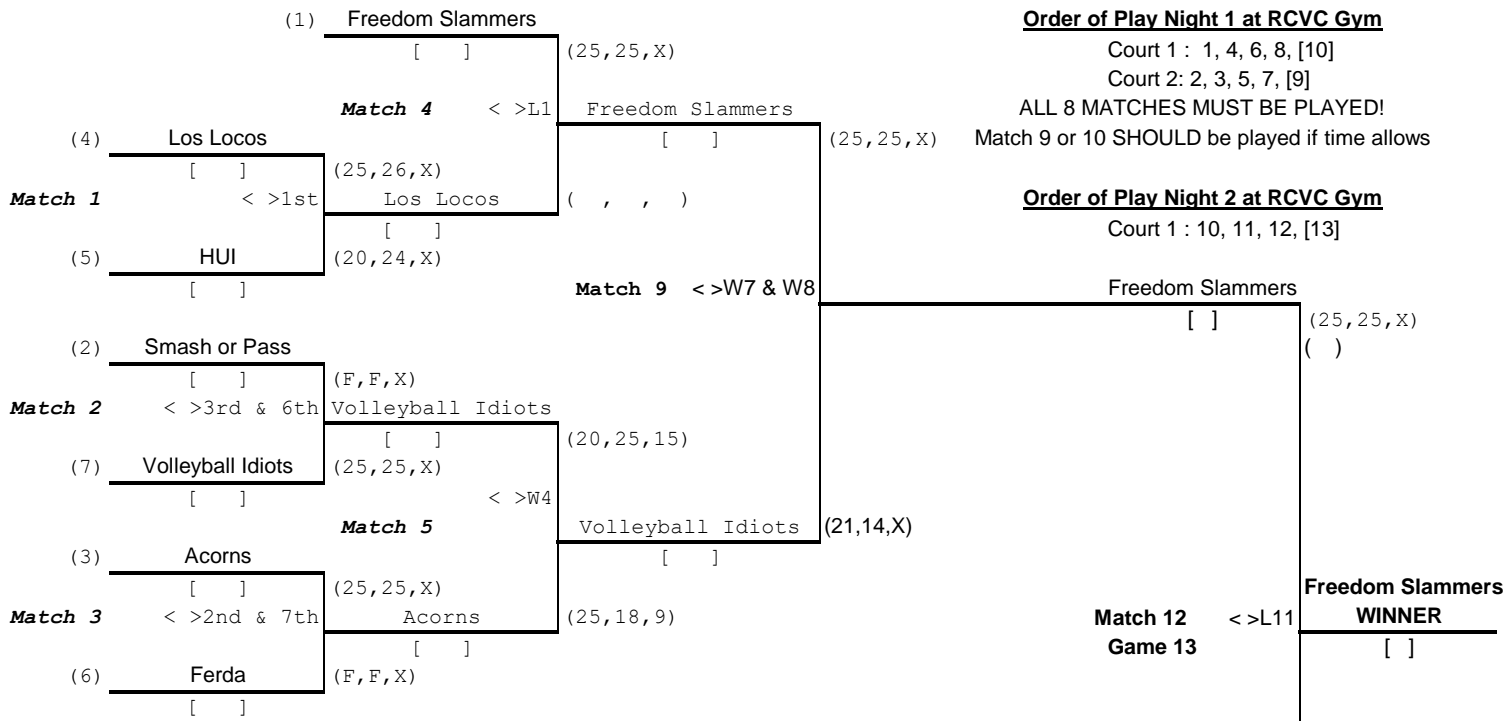 (1) Freedom Slammers
Order of Play Night 1 at RCVC Gym
[ ] (25,25,X)
Court 1 : 1, 4, 6, 8, [10]
Court 2: 2, 3, 5, 7, [9]
Match 4 < >L1 Freedom Slammers
ALL 8 MATCHES MUST BE PLAYED!
(4) Los Locos [ ] (25,25,X)
Match 9 or 10 SHOULD be played if time allows
[ ] (25,26,X)
Match 1 < >1st Los Locos ( , , )
Order of Play Night 2 at RCVC Gym
[ ]
Court 1 : 10, 11, 12, [13]
(5) HUI (20,24,X)
[ ] Match 9 < >W7 & W8 Freedom Slammers
[ ] (25,25,X)
(2) Smash or Pass ( )
[ ] (F,F,X)
Match 2 < >3rd & 6th Volleyball Idiots
[ ] (20,25,15)
(7) Volleyball Idiots (25,25,X)
[ ] < >W4
Match 5 Volleyball Idiots (21,14,X)
(3) Acorns [ ]
[ ] (25,25,X) Freedom Slammers
Match 3 < >2nd & 7th Acorns (25,18,9) Match 12 < >L11 WINNER
[ ] Game 13 [ ]
(6) Ferda (F,F,X)
[ ]